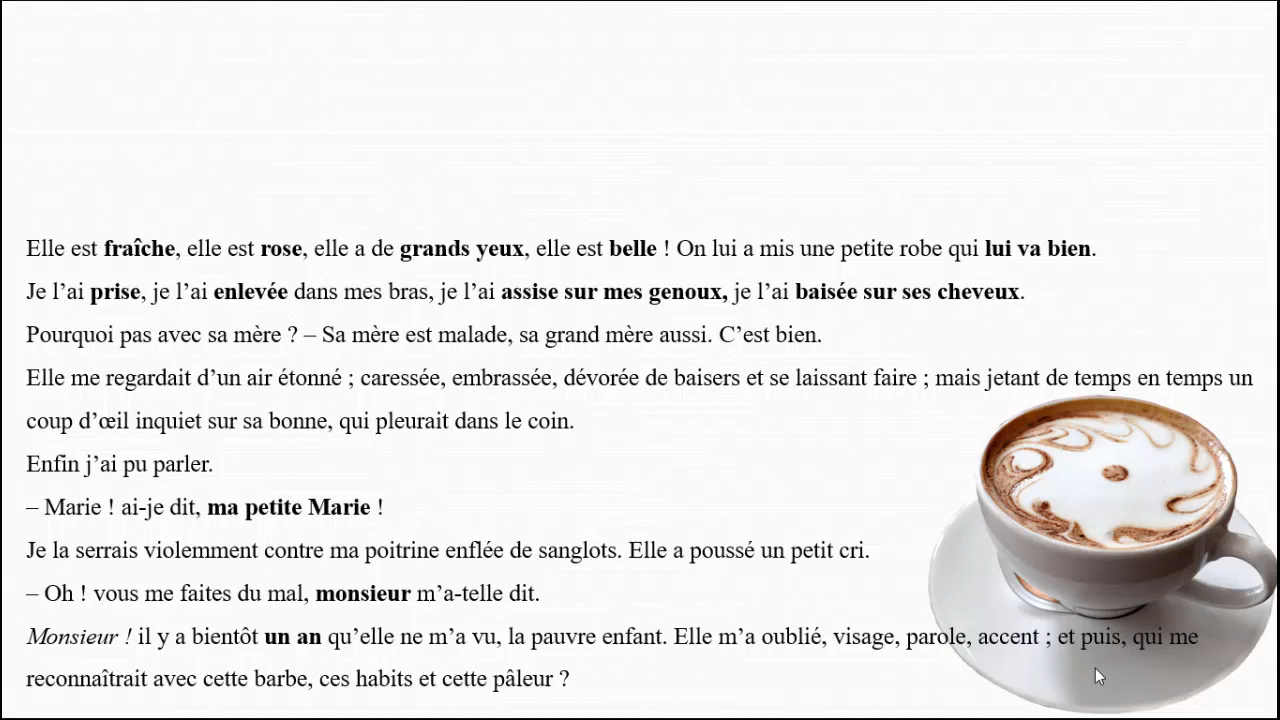 Elle est fraîche, elle est rose, elle a de grands yeux, elle est belle ! On lui a mis une petite robe qui lui va bien.
Je l’ai prise, je l’ai enlevée dans mes bras, je l’ai assise sur mes genoux, je l’ai baisée sur ses cheveux.
Pourquoi pas avec sa mère ? – Sa mère est malade, sa grand mère aussi. C’est bien.
Elle me regardait d’un air étonné ; caressée, embrassée, dévorée de baisers et se laissant faire ; mais jetant de temps en temps un
coup d’œil inquiet sur sa bonne, qui pleurait dans le coin.
Enfin j’ai pu parler.
– Marie ! ai-je dit, ma petite Marie !
Je la serrais violemment contre ma poitrine enflée de sanglots. Elle a poussé un petit cri.
– Oh ! vous me faites du mal, monsieur m’a-telle dit.
Monsieur ! il y a bientôt un an qu’elle ne m’a vu, la pauvre enfant. Elle m’a oublié, visage, parole, accent ; et puis, qui me
reconnaîtrait avec cette barbe, ces habits et cette pâleur ?